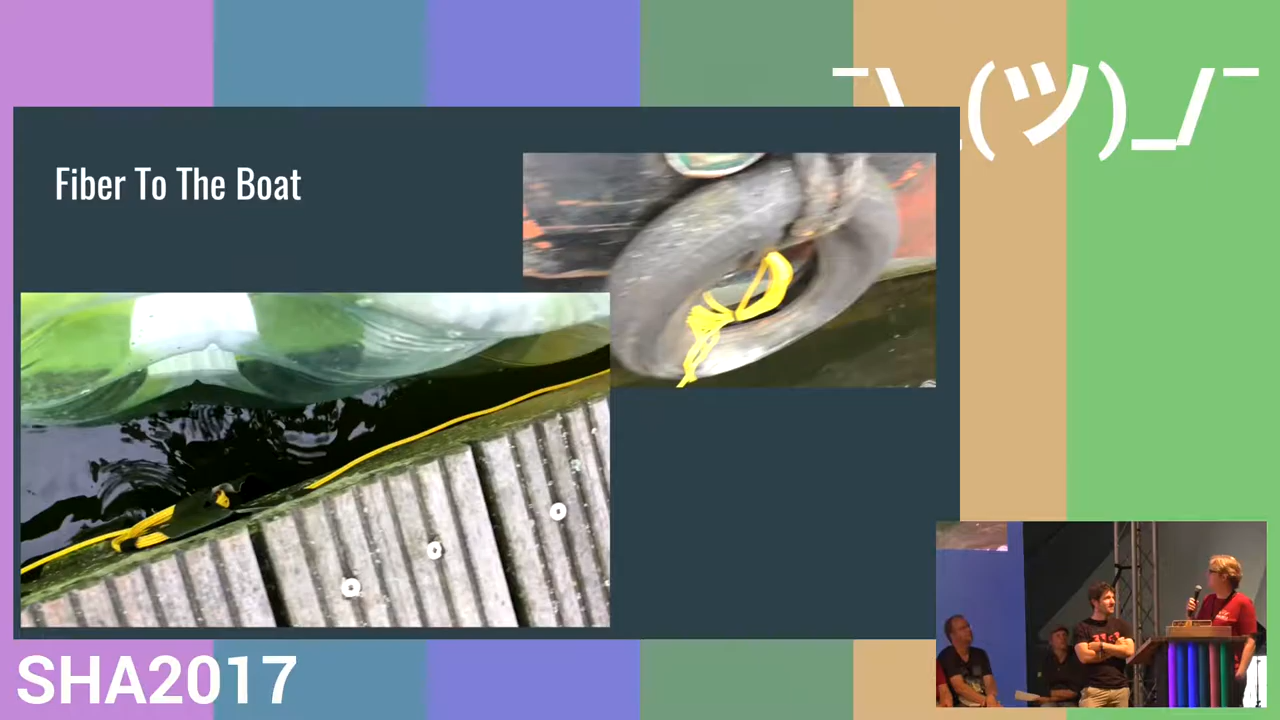 ¯\_(ツ)_/¯
Fiber To The Boat
SHA2017